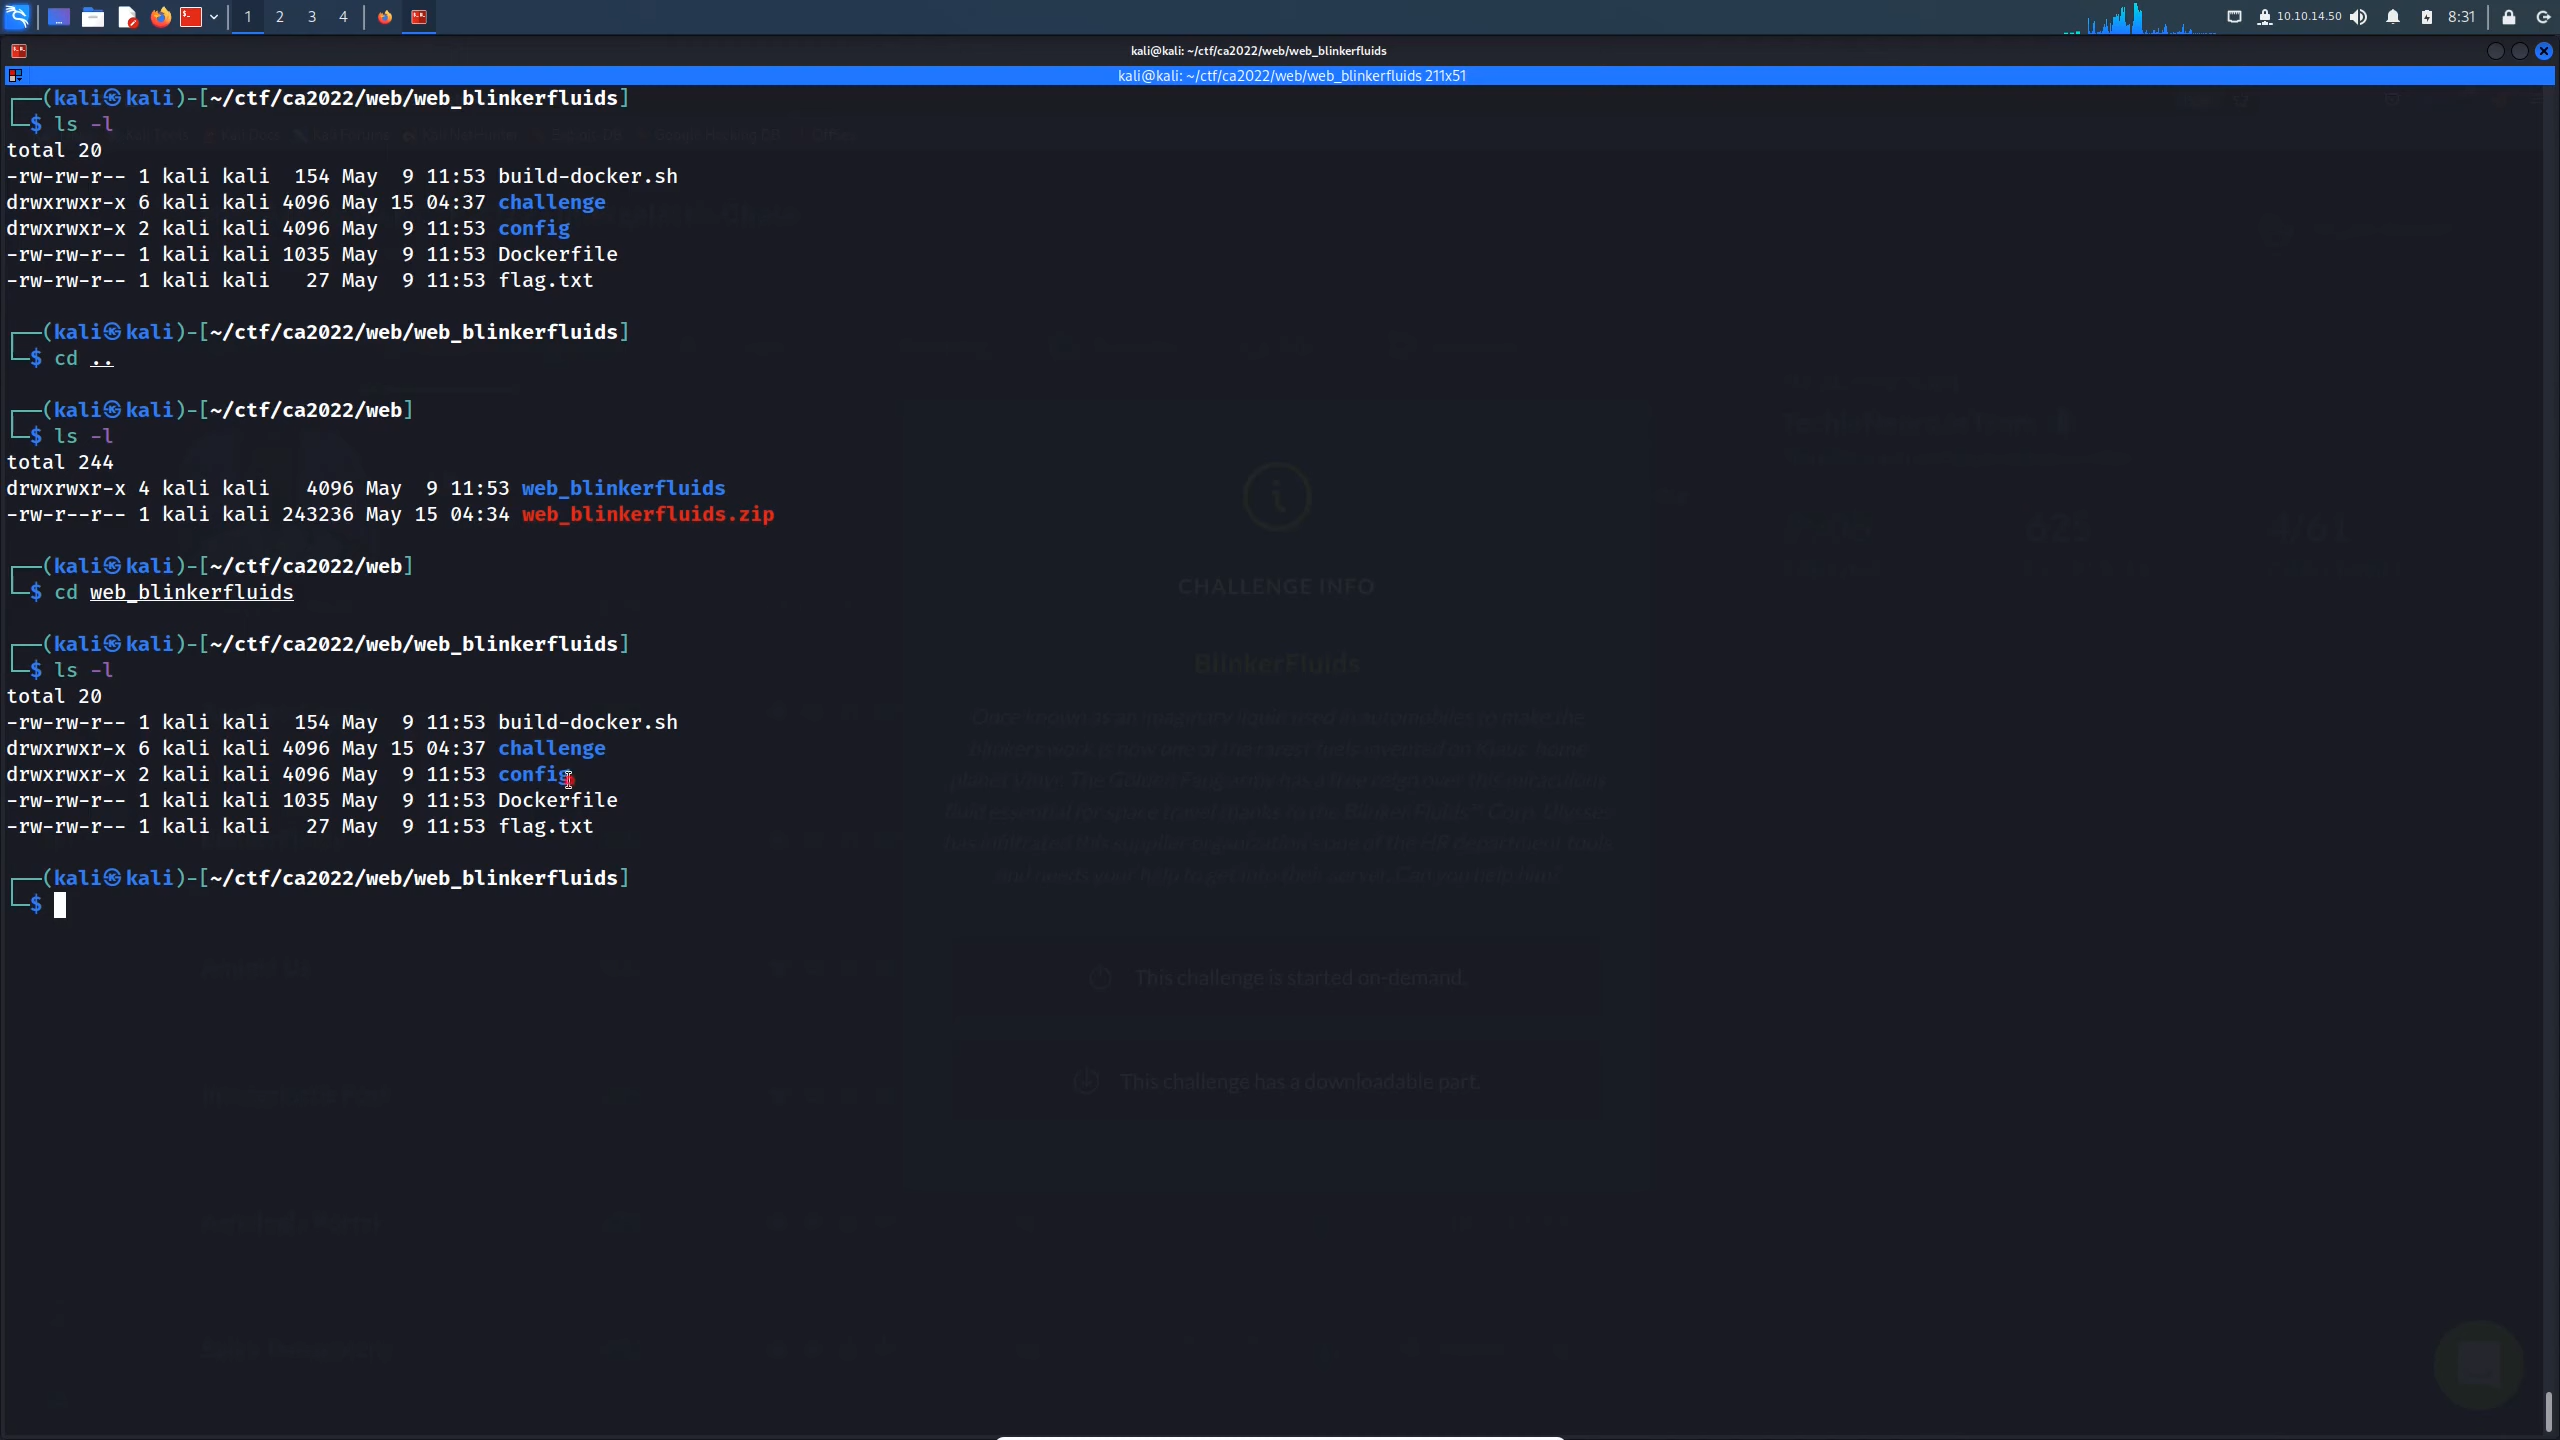 1 2 3 4 10.10.14.50 8:31
kali@kali: ~/ctf/ca2022/web/web_blinkerfluids
kali@kali: ~/ctf/ca2022/web/web_blinkerfluids 211x51
┌──(kali㉿kali)-[~/ctf/ca2022/web/web_blinkerfluids]
└─$ ls -l
total 20
-rw-rw-r-- 1 kali kali  154 May  9 11:53 build-docker.sh
drwxrwxr-x 6 kali kali 4096 May 15 04:37 challenge
drwxrwxr-x 2 kali kali 4096 May  9 11:53 config
-rw-rw-r-- 1 kali kali 1035 May  9 11:53 Dockerfile
-rw-rw-r-- 1 kali kali   27 May  9 11:53 flag.txt
┌──(kali㉿kali)-[~/ctf/ca2022/web/web_blinkerfluids]
└─$ cd ..
┌──(kali㉿kali)-[~/ctf/ca2022/web]
└─$ ls -l
total 244
drwxrwxr-x 4 kali kali   4096 May  9 11:53 web_blinkerfluids
-rw-r--r-- 1 kali kali 243236 May 15 04:34 web_blinkerfluids.zip
┌──(kali㉿kali)-[~/ctf/ca2022/web]
└─$ cd web_blinkerfluids
┌──(kali㉿kali)-[~/ctf/ca2022/web/web_blinkerfluids]
└─$ ls -l
total 20
-rw-rw-r-- 1 kali kali  154 May  9 11:53 build-docker.sh
drwxrwxr-x 6 kali kali 4096 May 15 04:37 challenge
drwxrwxr-x 2 kali kali 4096 May  9 11:53 config
-rw-rw-r-- 1 kali kali 1035 May  9 11:53 Dockerfile
-rw-rw-r-- 1 kali kali   27 May  9 11:53 flag.txt
┌──(kali㉿kali)-[~/ctf/ca2022/web/web_blinkerfluids]
└─$
CHALLENGE INFO
BlinkerFluids
This challenge is started on-demand.
This challenge has a downloadable part.